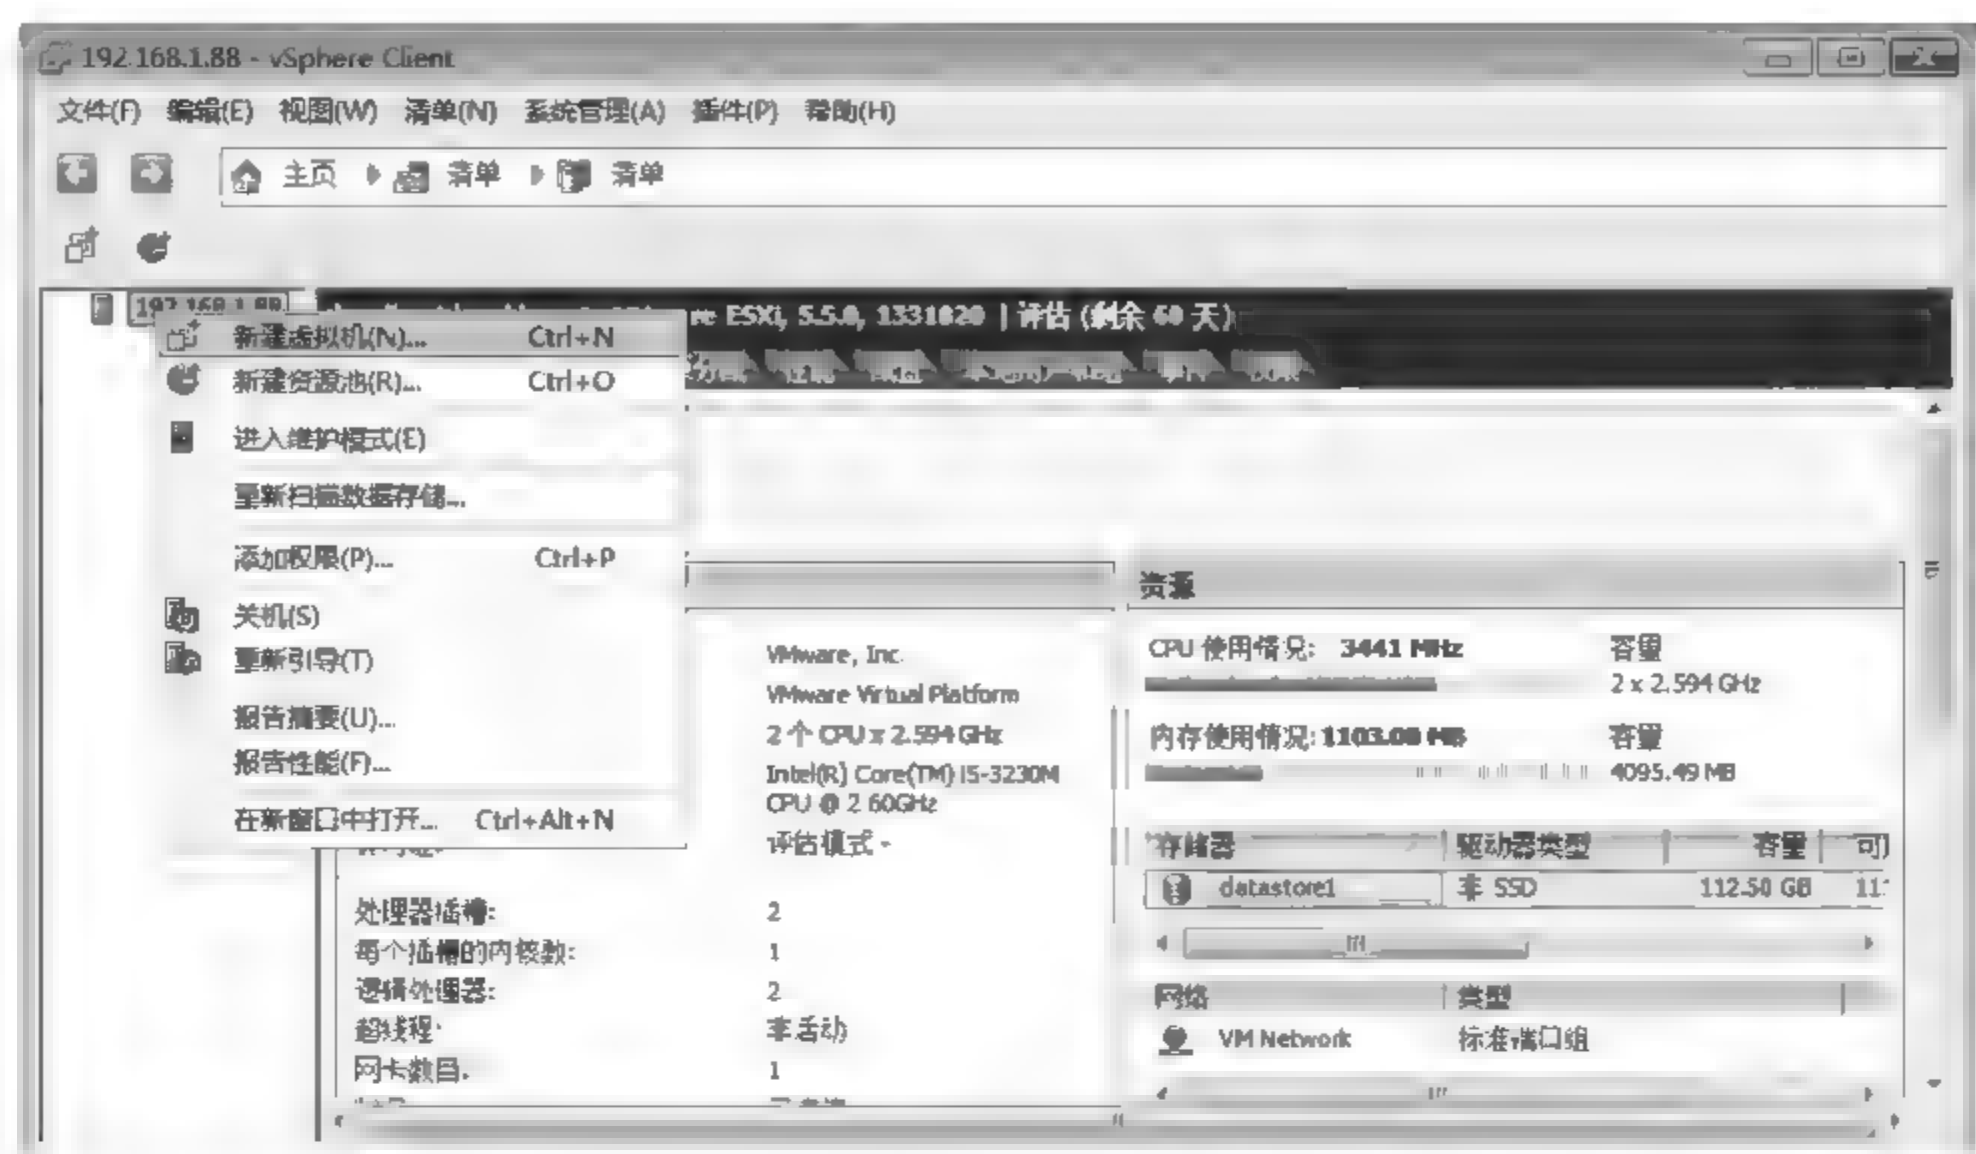 192.168.1.88 - vSphere Client
文件(F) 编辑(E) 视图(W) 清单(N) 系统管理(A) 插件(P) 帮助(H)
主页 清单 清单
192.168.1.88
ESXi, 5.5.0, 1331820 | 评估 (剩余 60 天)
新建虚拟机(N)... Ctrl+N
新建资源池(R)... Ctrl+O
进入维护模式(E)
重新扫描数据存储...
添加权限(P)... Ctrl+P
关机(S)
重新引导(T)
报告摘要(U)...
报告性能(F)...
在新窗口中打开... Ctrl+Alt+N
VMware, Inc.
VMware Virtual Platform
2 个 CPU x 2.594 GHz
Intel(R) Core(TM) i5-3230M
CPU @ 2.60GHz
评估模式 -
处理器插槽: 2
每个插槽的内核数: 1
逻辑处理器: 2
超线程: 非活动
网卡数目: 1
资源
CPU 使用情况: 3441 MHz 容量
2 x 2.594 GHz
内存使用情况: 1103.00 MB 容量
4095.49 MB
存储器 驱动器类型 容量
datastore1 非 SSD 112.50 GB
网络 类型
VM Network 标准端口组